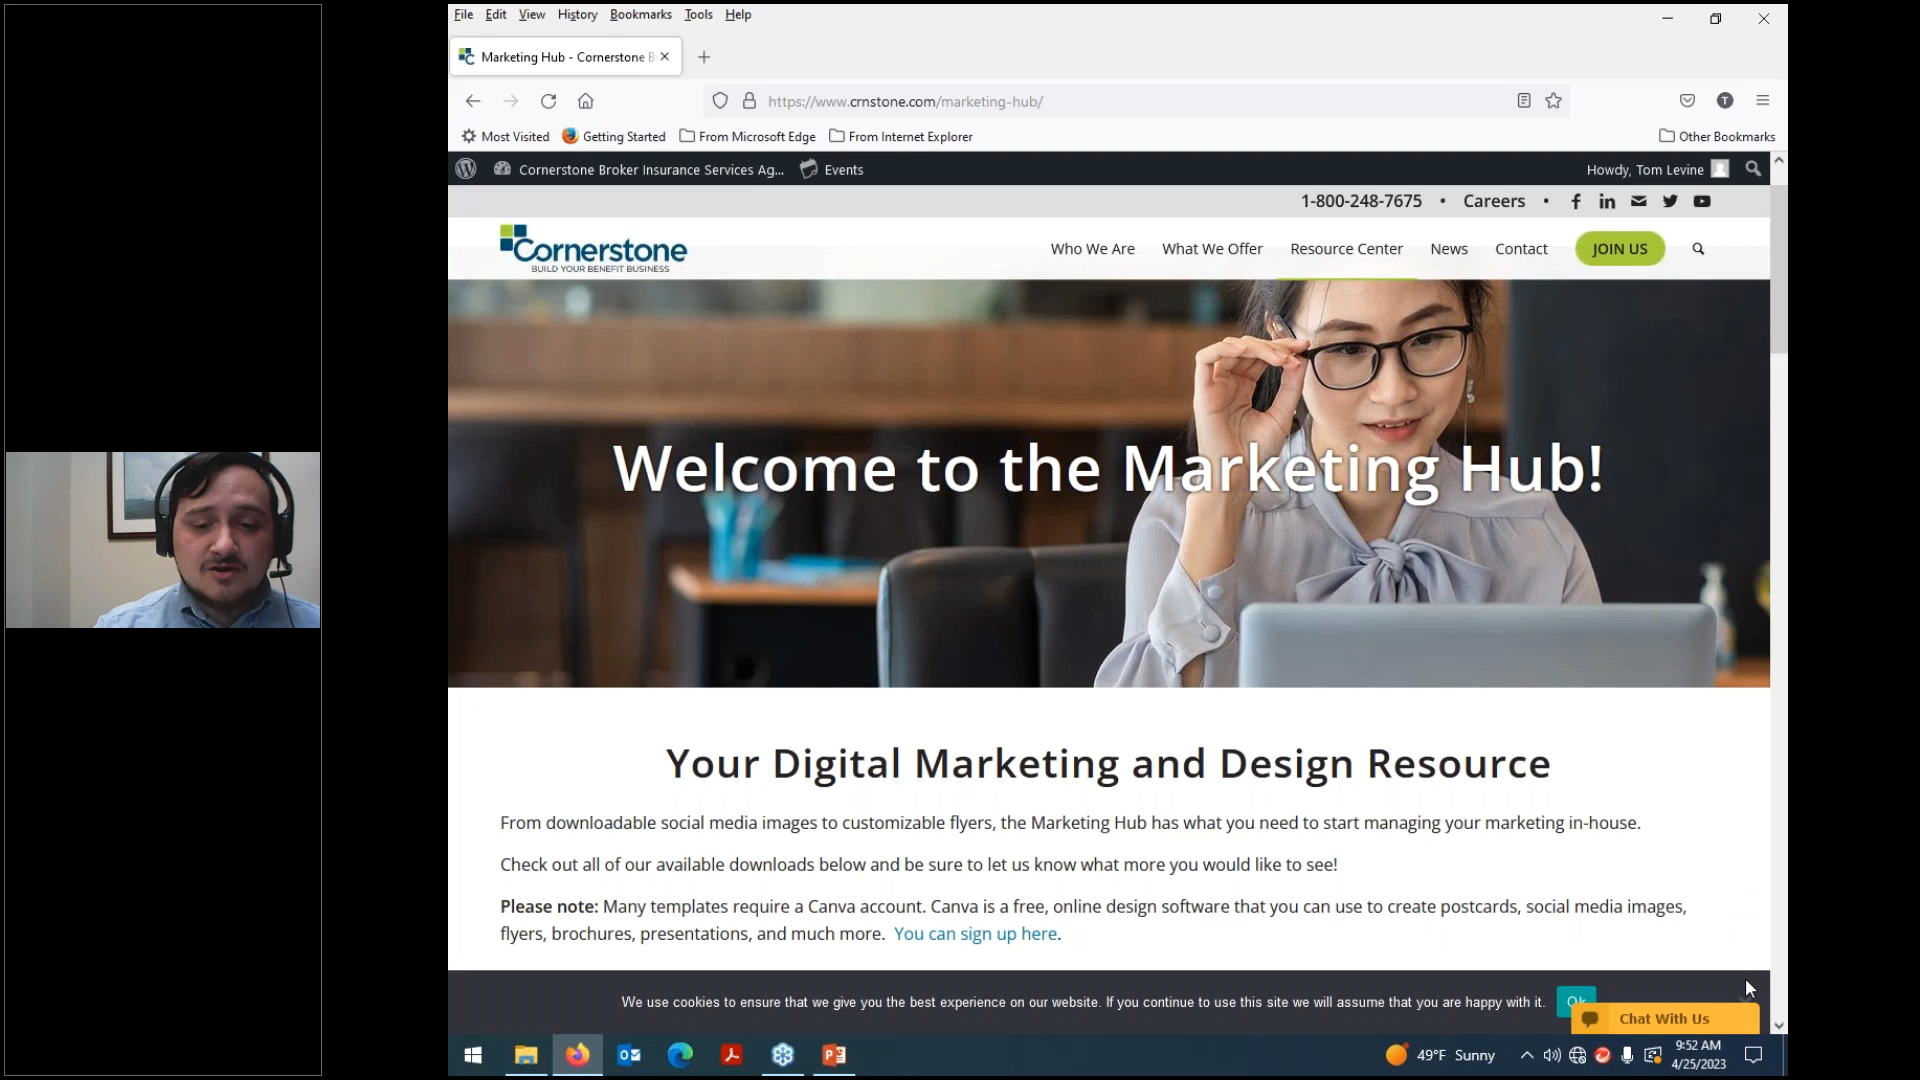 File Edit View History Bookmarks Tools Help
Marketing Hub - Cornerstone B
https://www.crnstone.com/marketing-hub/
Most Visited Getting Started From Microsoft Edge From Internet Explorer Other Bookmarks
Cornerstone Broker Insurance Services Ag... Events Howdy, Tom Levine
1-800-248-7675 • Careers •
Cornerstone
BUILD YOUR BENEFIT BUSINESS
Who We Are What We Offer Resource Center News Contact JOIN US
Welcome to the Marketing Hub!
Your Digital Marketing and Design Resource
From downloadable social media images to customizable flyers, the Marketing Hub has what you need to start managing your marketing in-house.
Check out all of our available downloads below and be sure to let us know what more you would like to see!
Please note: Many templates require a Canva account. Canva is a free, online design software that you can use to create postcards, social media images,
flyers, brochures, presentations, and much more. You can sign up here.
We use cookies to ensure that we give you the best experience on our website. If you continue to use this site we will assume that you are happy with it. Ok
Chat With Us
49°F Sunny
9:52 AM
4/25/2023